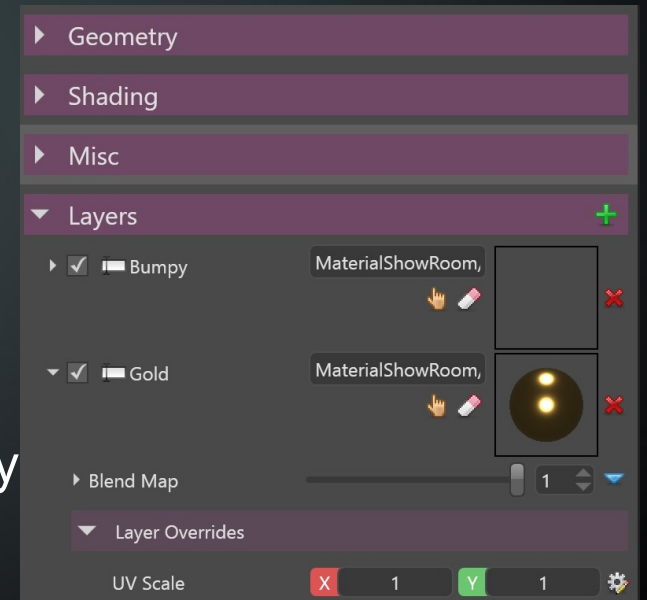 Geometry
Shading
Misc
Layers
Bumpy MaterialShowRoom,
Gold MaterialShowRoom,
y
Blend Map 1
Layer Overrides
UV Scale X 1 Y 1